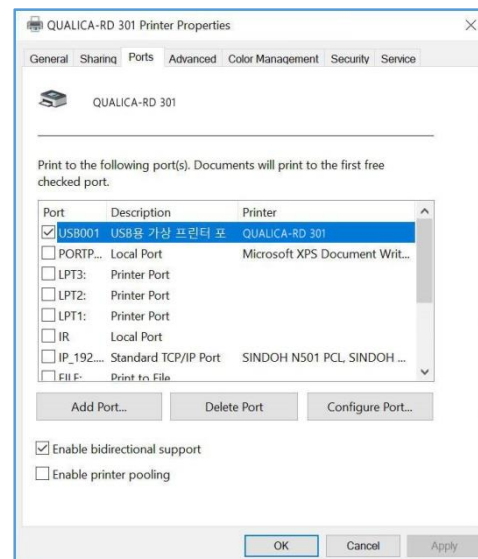 QUALICA-RD 301 Printer Properties
General Sharing Ports Advanced Color Management Security Service
QUALICA-RD 301
Print to the following port(s). Documents will print to the first free
checked port.
Port Description Printer
USB001 USB용 가상 프린터 포 QUALICA-RD 301
PORTP... Local Port Microsoft XPS Document Writ...
LPT3: Printer Port
LPT2: Printer Port
LPT1: Printer Port
IR Local Port
IP_192.... Standard TCP/IP Port SINDOH N501 PCL, SINDOH ...
FILE: Print to File
Add Port... Delete Port Configure Port...
Enable bidirectional support
Enable printer pooling
OK Cancel Apply